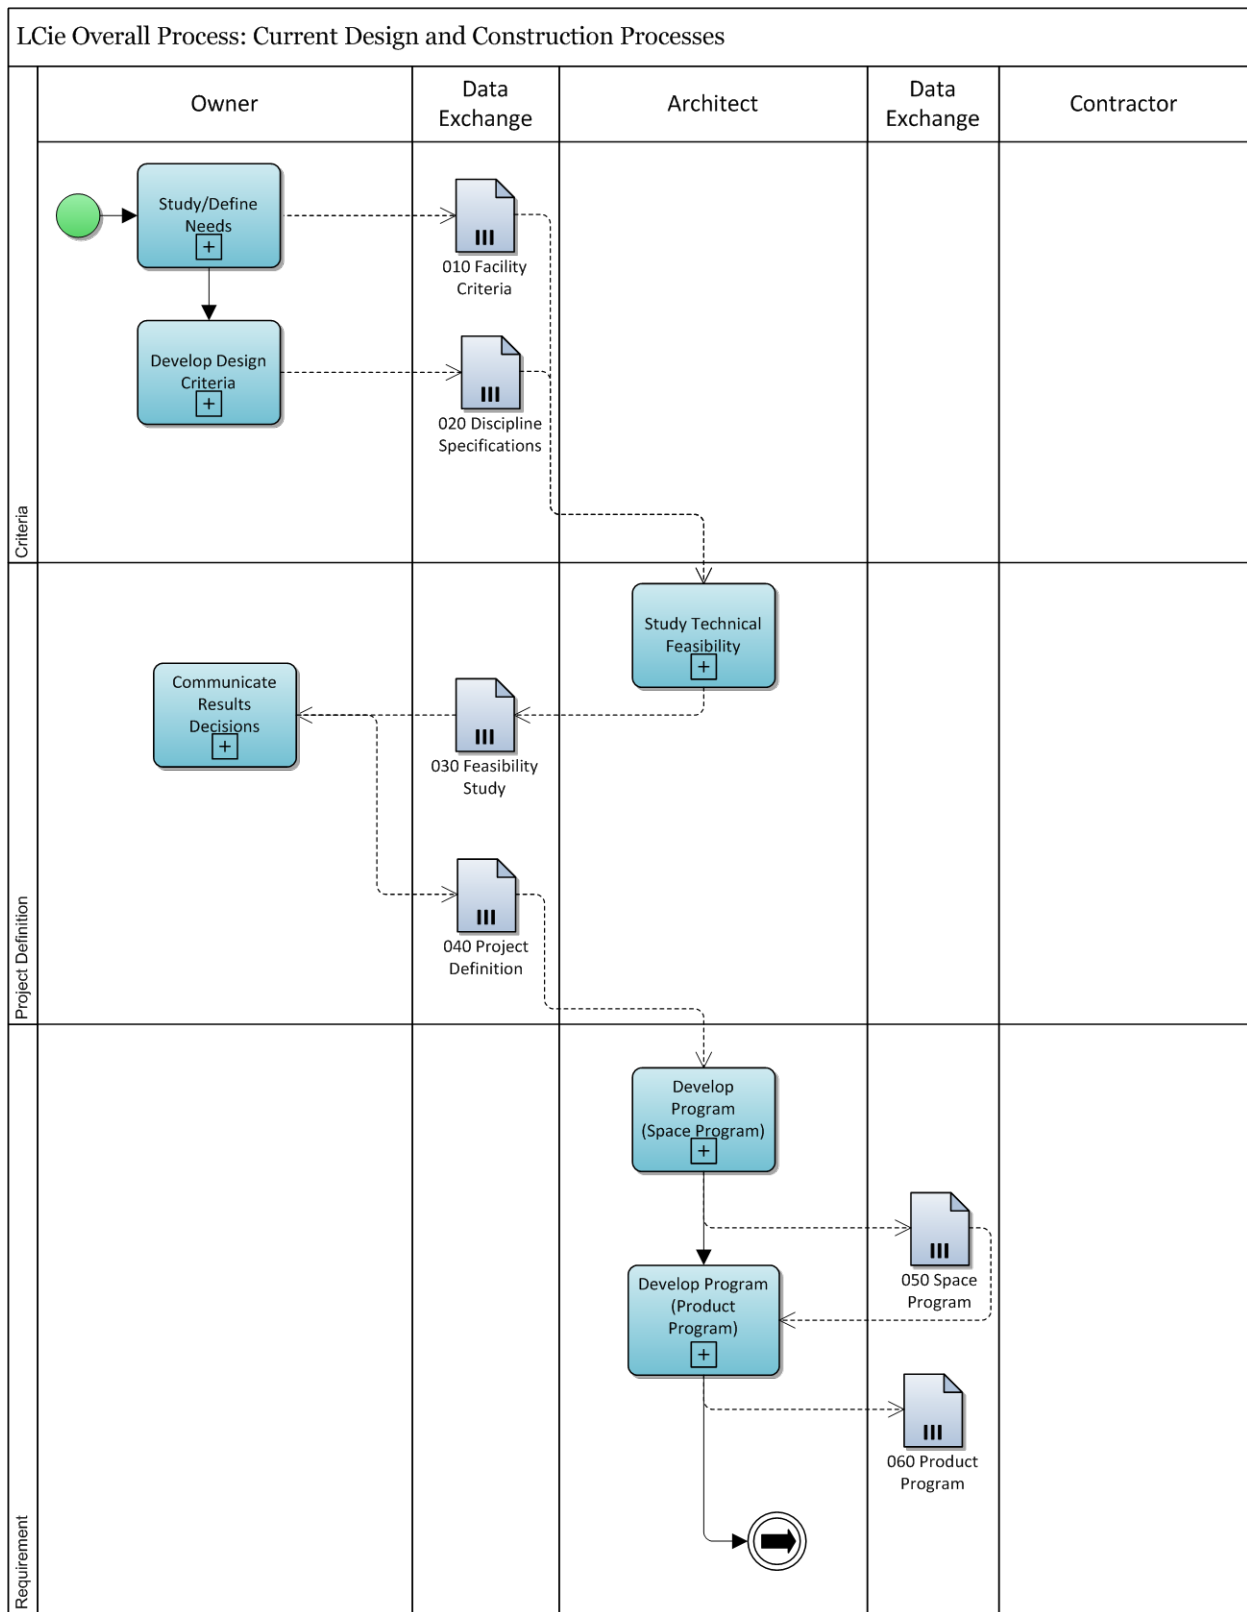 LCie Overall Process: Current Design and Construction Processes
Owner
Data
Exchange
Architect
Data
Exchange
Contractor
Criteria
Study/Define
Needs
010 Facility
Criteria
Develop Design
Criteria
020 Discipline
Specifications
Project Definition
Study Technical
Feasibility
Communicate
Results
Decisions
030 Feasibility
Study
040 Project
Definition
Requirement
Develop
Program
(Space Program)
050 Space
Program
Develop Program
(Product
Program)
060 Product
Program